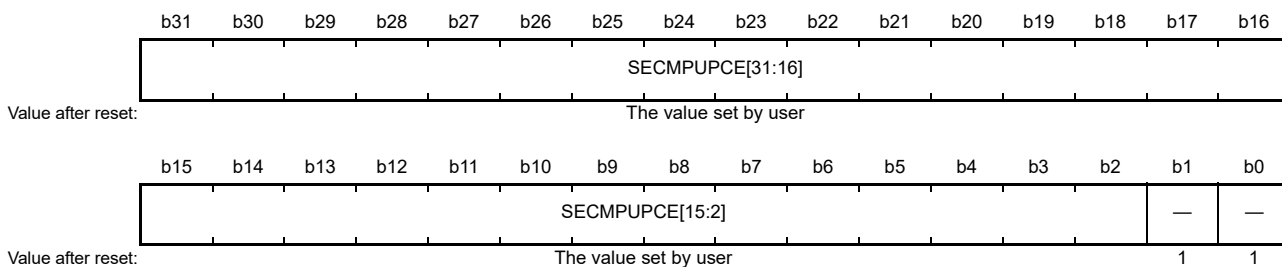 b31 b30 b29 b28 b27 b26 b25 b24 b23 b22 b21 b20 b19 b18 b17 b16
SECMPUPCE[31:16]
Value after reset: The value set by user
b15 b14 b13 b12 b11 b10 b9 b8 b7 b6 b5 b4 b3 b2 b1 b0
SECMPUPCE[15:2] — —
Value after reset: The value set by user 1 1